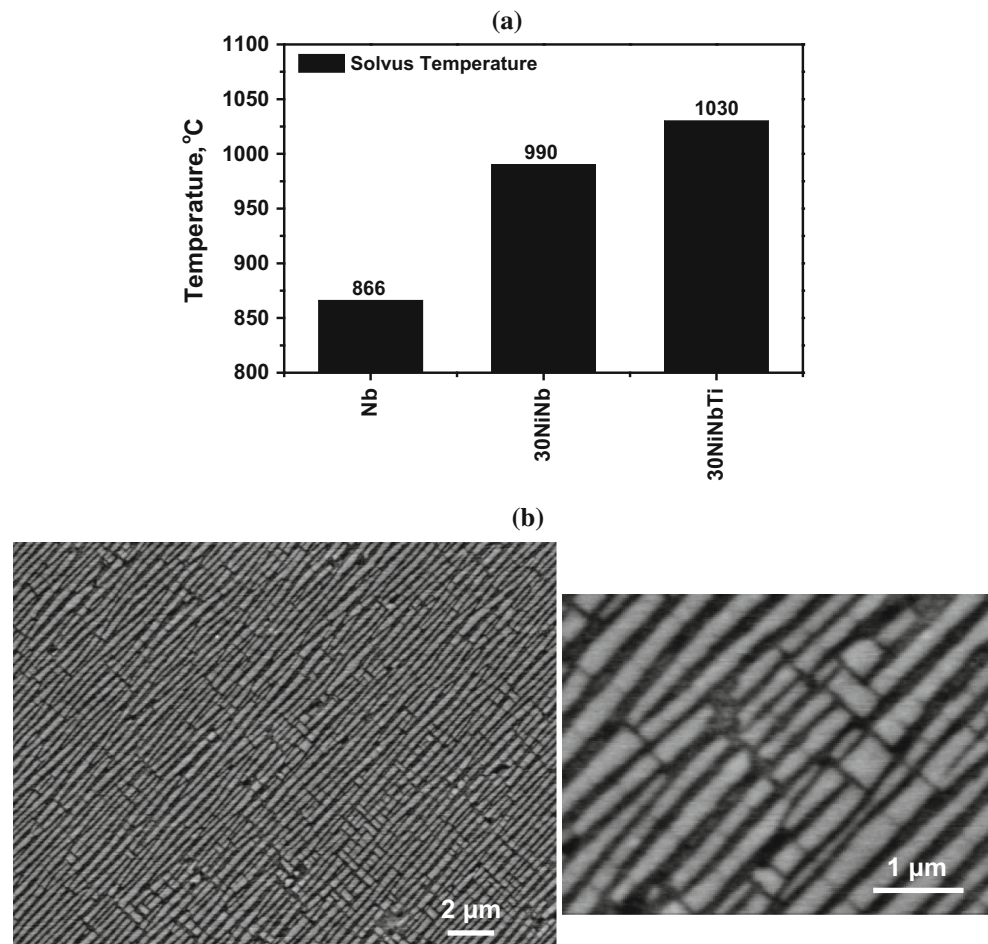 (a)
1100
1050
1000
950
900
850
800
Temperature,°C
Solvus Temperature
866
990
1030
Nb
30NiNb
30NiNbTi
(b)
2 µm
1 µm